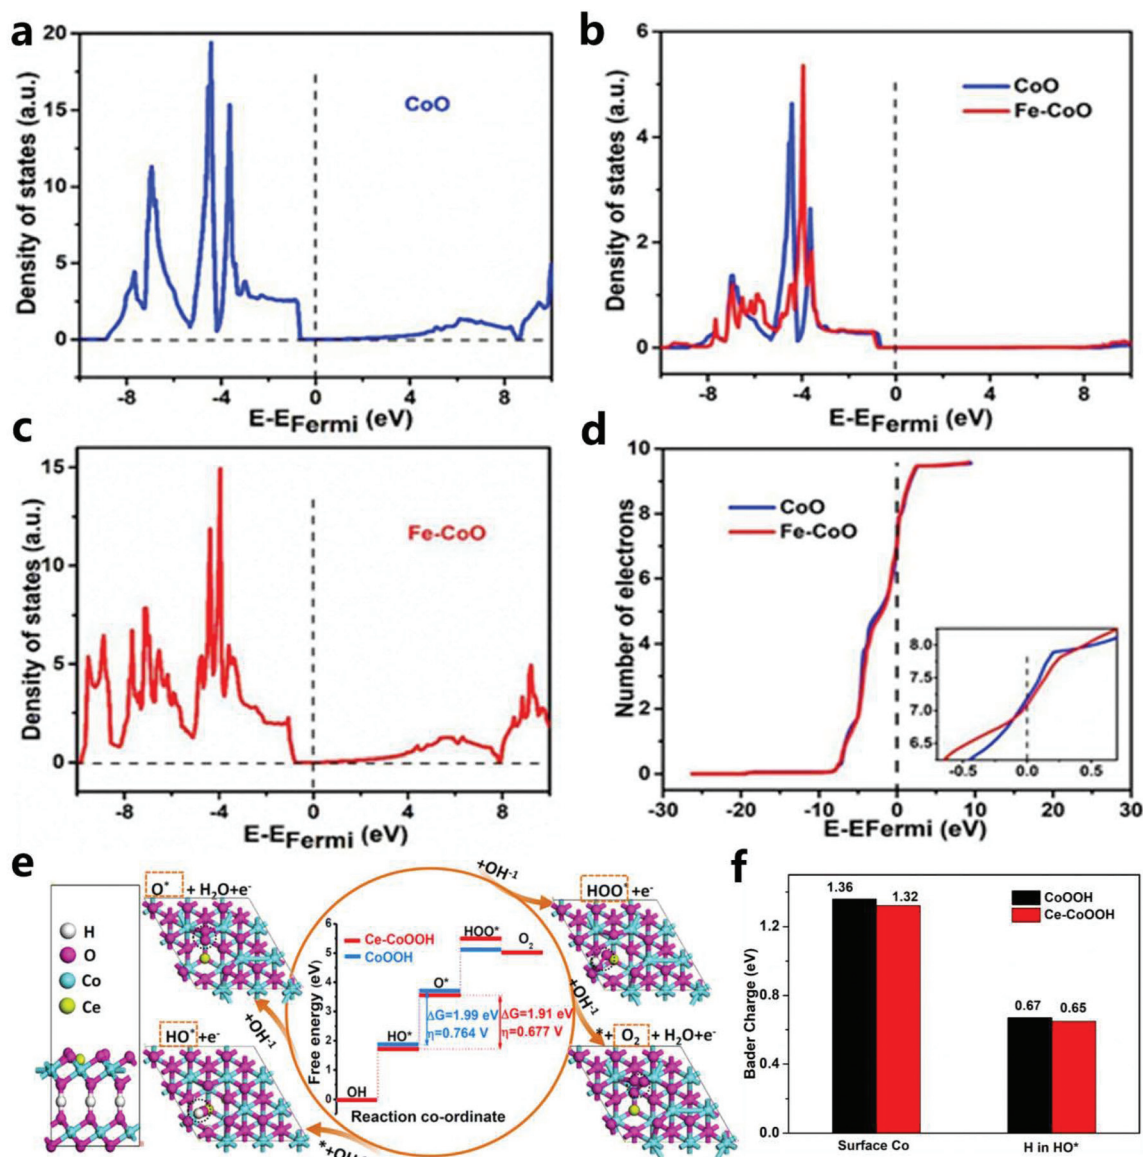 a
20
15
10
5
0
Density of states (a.u.)
CoO
-8 -4 0 4 8
E-EFermi (eV)
b
6
4
2
0
Density of states (a.u.)
CoO
Fe-CoO
-8 -4 0 4 8
E-EFermi (eV)
c
15
10
5
0
Density of states (a.u.)
Fe-CoO
-8 -4 0 4 8
E-EFermi (eV)
d
10
8
6
4
2
0
Number of electrons
CoO
Fe-CoO
8.0
7.5
7.0
6.5
-0.5 0.0 0.5
-30 -20 -10 0 10 20 30
E-EFermi (eV)
e
H
O
Co
Ce
O* + H2O+e-
HO* +e-
+OH-1
+OH-1
HOO* +e-
+OH-1
*+ O2 + H2O+e-
6
5
4
3
2
1
0
Free energy (eV)
Ce-CoOOH
CoOOH
OH
HO*
O*
HOO*
O2
ΔG=1.99 eV
η=0.764 V
ΔG=1.91 eV
η=0.677 V
Reaction co-ordinate
f
1.2
0.8
0.4
0.0
Bader Charge (eV)
CoOOH
Ce-CoOOH
1.36
1.32
0.67
0.65
Surface Co
H in HO*